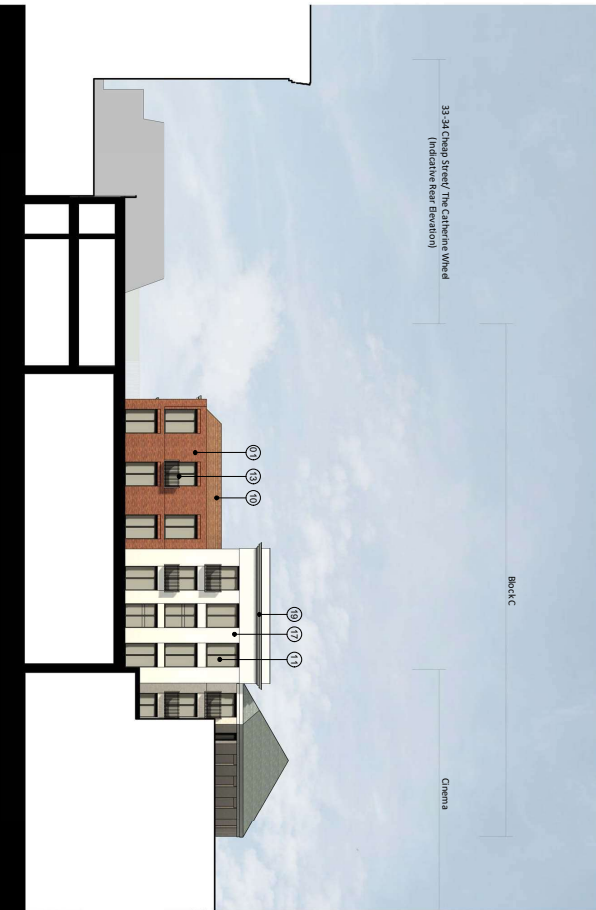 33-34 Cheap Street/ The Catherine Wheel
(Indicative Rear Elevation)
Block C
Cinema
01
13
10
19
17
11